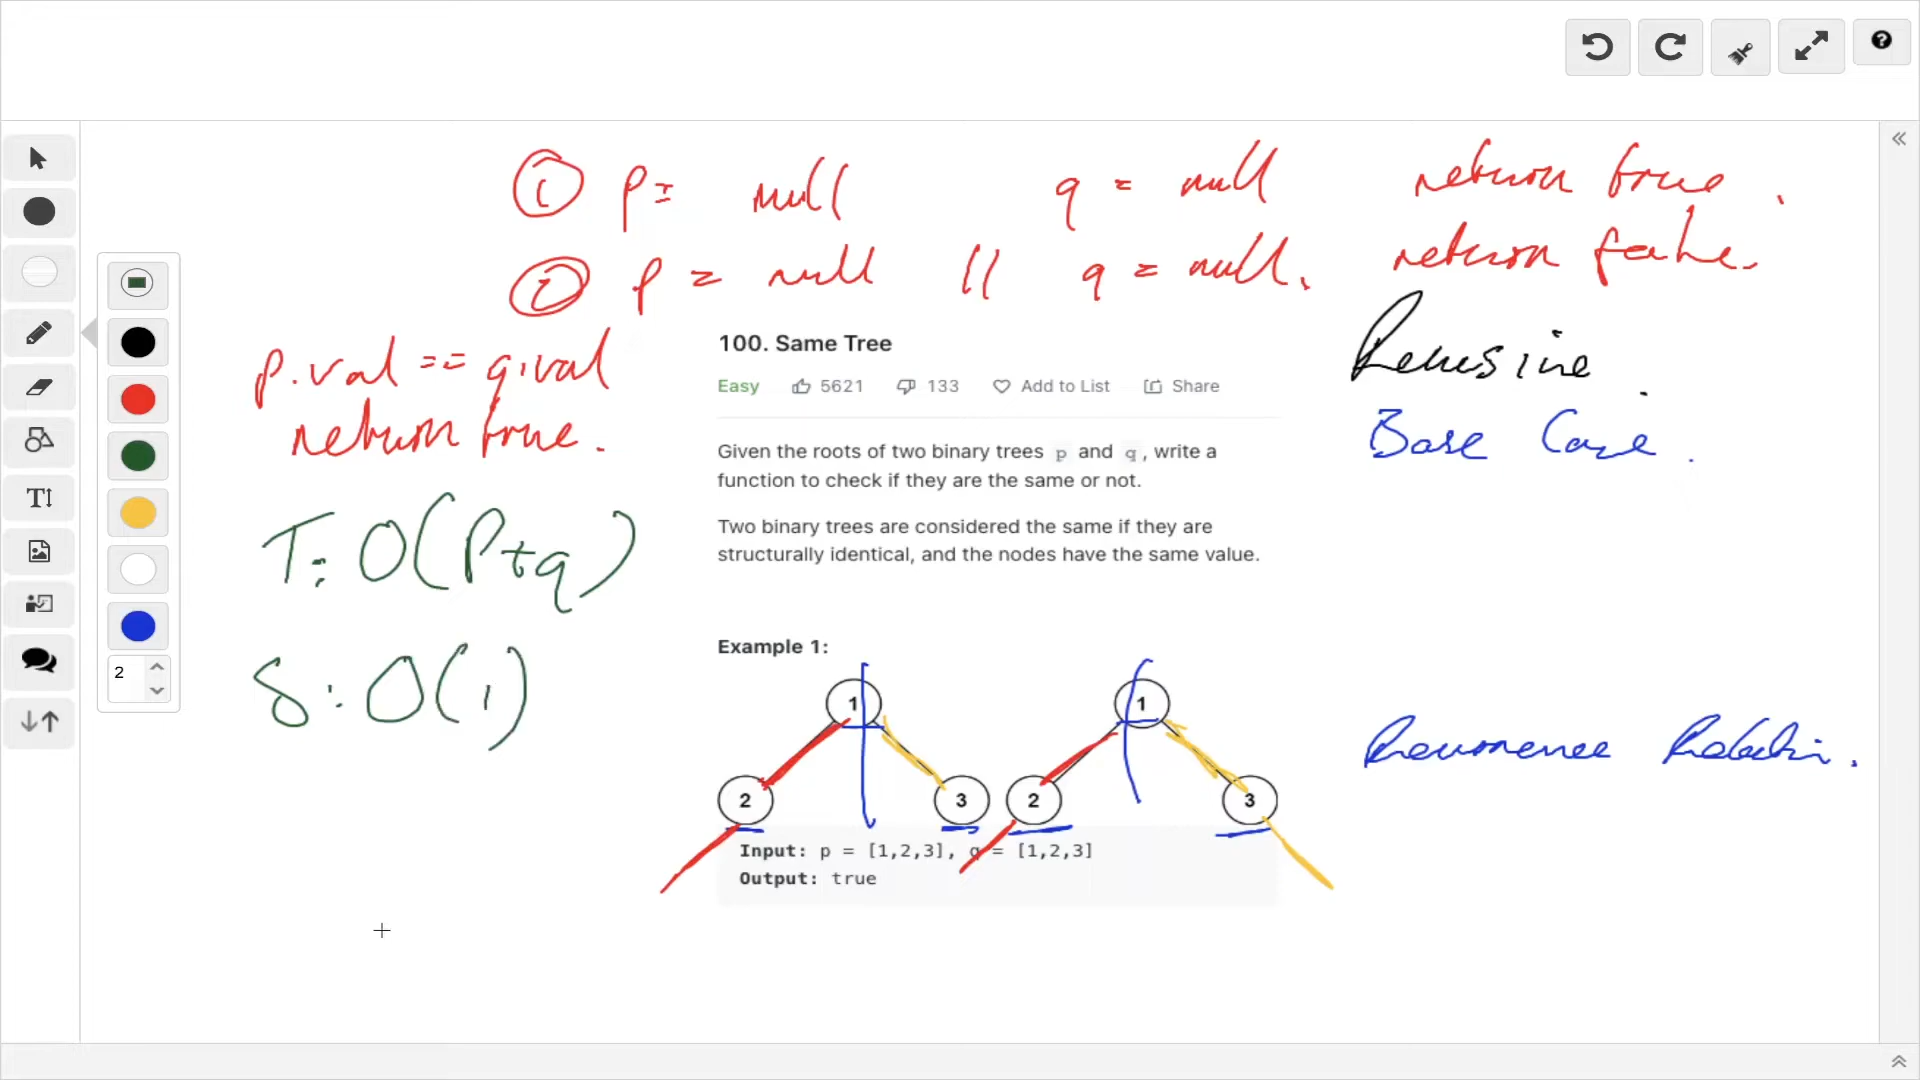 ① p = null q = null return true.
② p = null || q = null. return false.
p.val == q.val
return true.
T: O(P+q)
S: O(1)
100. Same Tree
Easy 5621 133 Add to List Share
Given the roots of two binary trees p and q, write a
function to check if they are the same or not.
Two binary trees are considered the same if they are
structurally identical, and the nodes have the same value.
Example 1:
1 1
2 3 2 3
Input: p = [1,2,3], q = [1,2,3]
Output: true
Recursive.
Base Case.
Recurrence Relation.
T
2
?